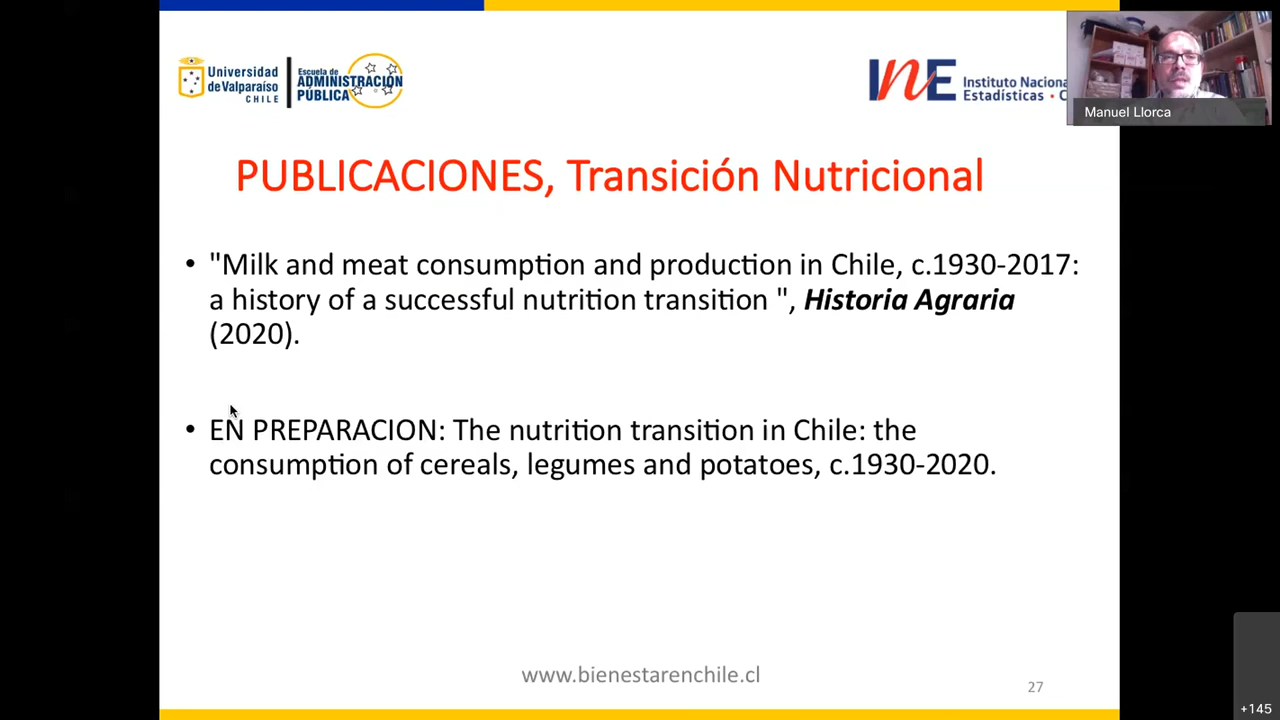 Universidad
de Valparaíso
CHILE
Escuela de
ADMINISTRACIÓN
PÚBLICA
INE
Instituto Naciona
Estadísticas • C
Manuel Llorca
PUBLICACIONES, Transición Nutricional
• "Milk and meat consumption and production in Chile, c.1930-2017:
a history of a successful nutrition transition ", Historia Agraria
(2020).
• EN PREPARACION: The nutrition transition in Chile: the
consumption of cereals, legumes and potatoes, c.1930-2020.
www.bienestarenchile.cl
27
+145